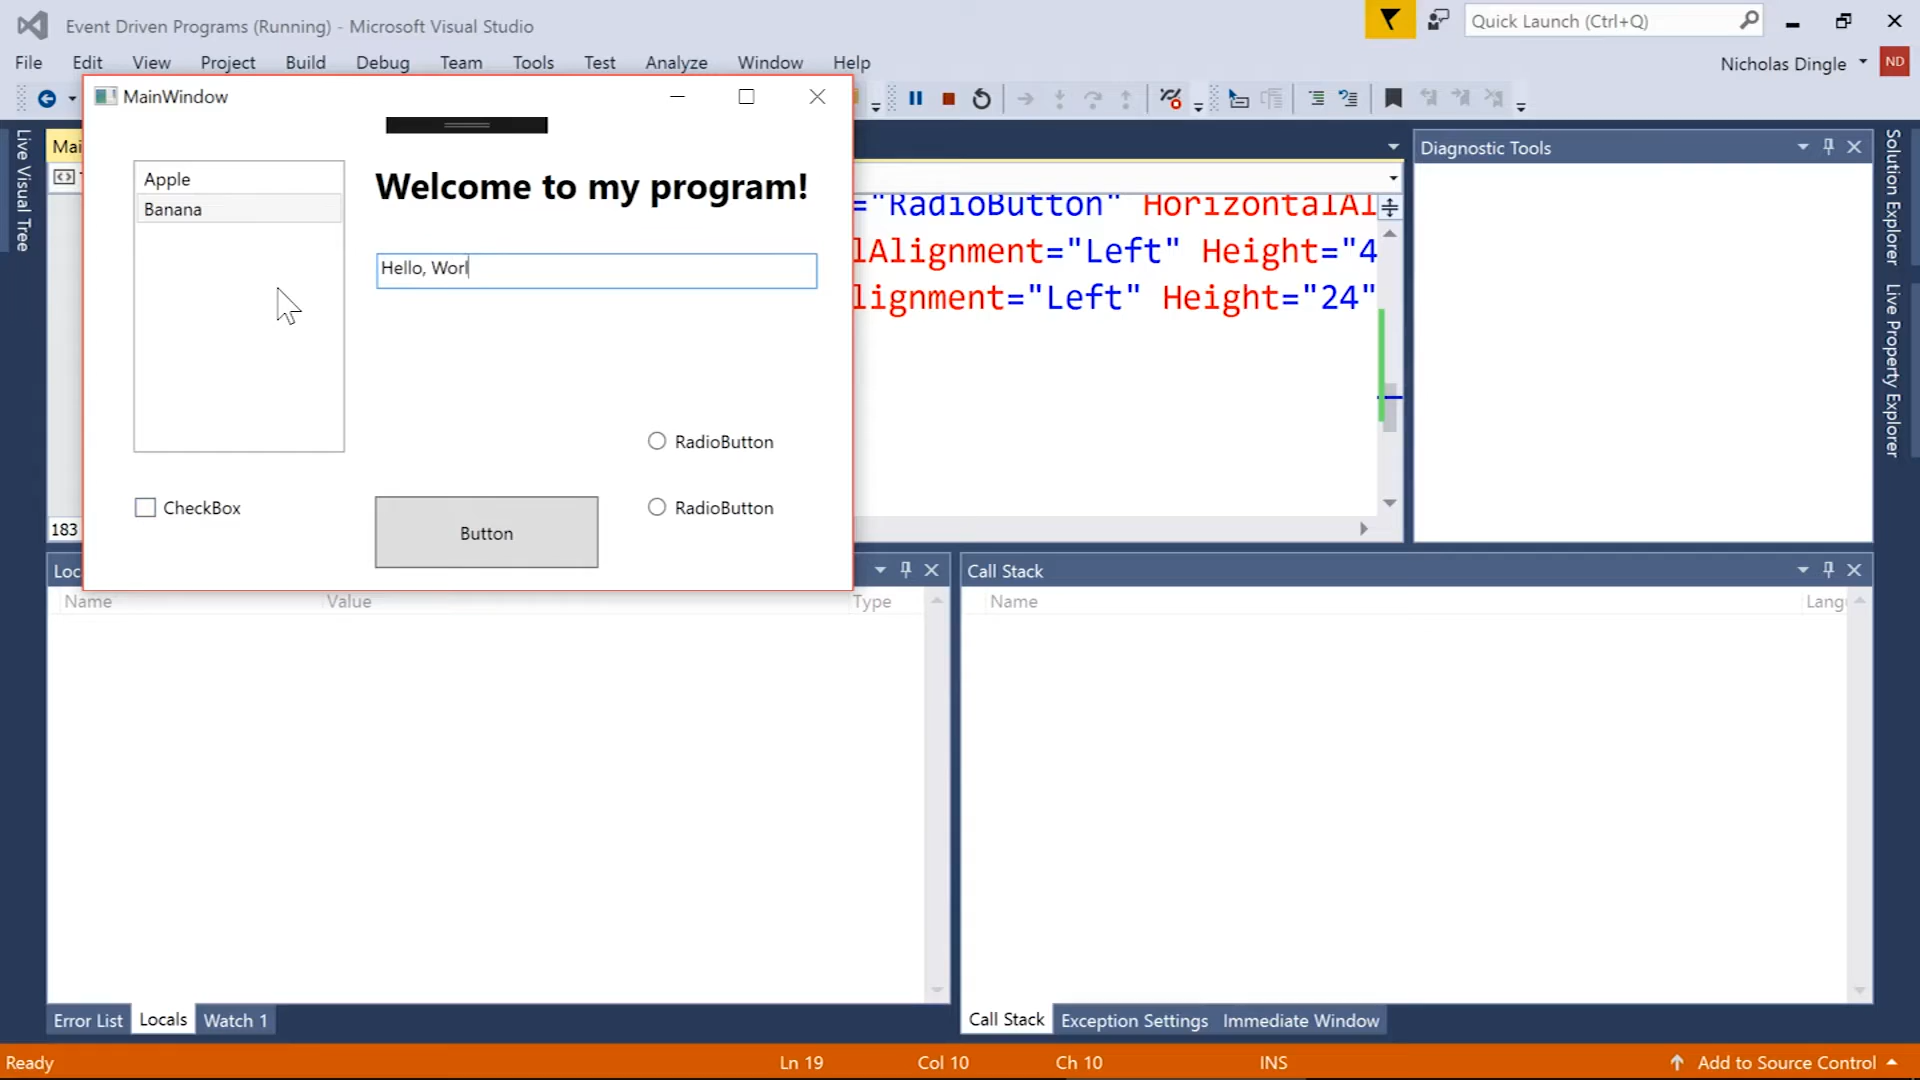 Event Driven Programs (Running) - Microsoft Visual Studio
Quick Launch (Ctrl+Q)
File Edit View Project Build Debug Team Tools Test Analyze Window Help
Nicholas Dingle ND
MainWindow
Live Visual Tree
Mai
Apple
Banana
Welcome to my program!
Hello, Worl
RadioButton
CheckBox
Button
RadioButton
="RadioButton" HorizontalAl
lAlignment="Left" Height="4
lignment="Left" Height="24"
Diagnostic Tools
Solution Explorer
Live Property Explorer
183
Loc
Name Value Type
Call Stack
Name Lang
Error List Locals Watch 1
Call Stack Exception Settings Immediate Window
Ready Ln 19 Col 10 Ch 10 INS Add to Source Control